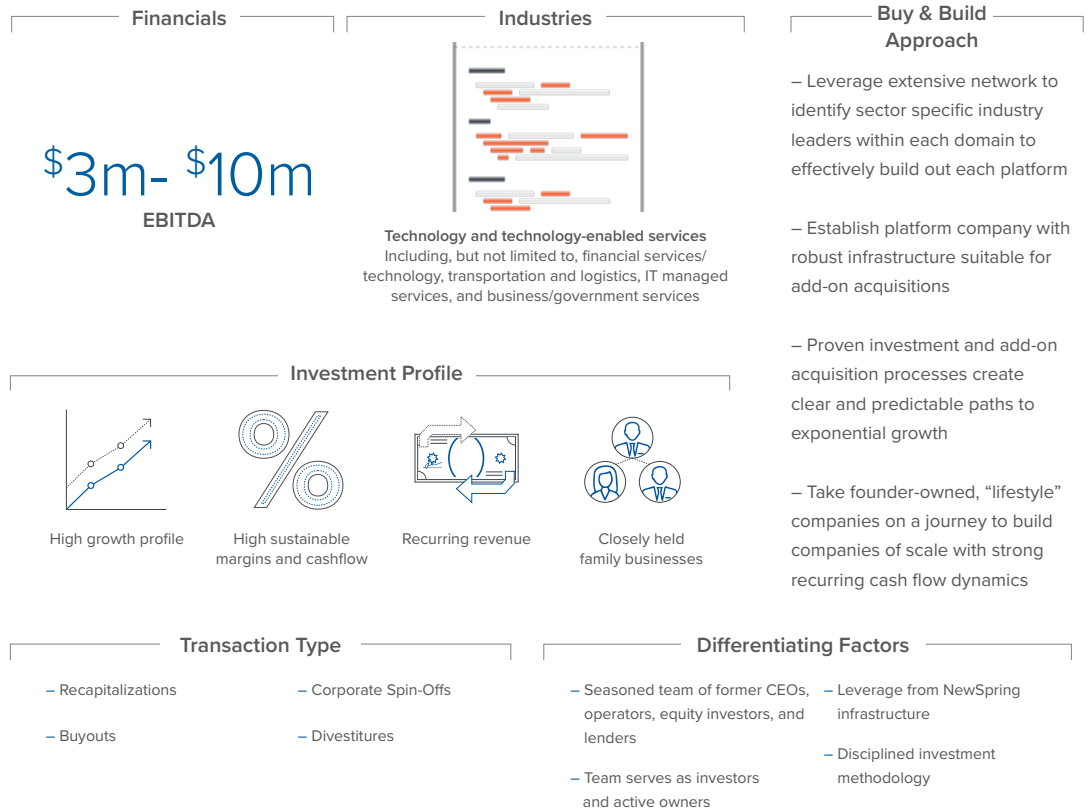 Financials
$3m- $10m
EBITDA
Industries
Technology and technology-enabled services
Including, but not limited to, financial services/
technology, transportation and logistics, IT managed
services, and business/government services
Buy & Build
Approach
– Leverage extensive network to
identify sector specific industry
leaders within each domain to
effectively build out each platform
– Establish platform company with
robust infrastructure suitable for
add-on acquisitions
– Proven investment and add-on
acquisition processes create
clear and predictable paths to
exponential growth
– Take founder-owned, “lifestyle”
companies on a journey to build
companies of scale with strong
recurring cash flow dynamics
Investment Profile
High growth profile
High sustainable
margins and cashflow
Recurring revenue
Closely held
family businesses
Transaction Type
– Recapitalizations
– Buyouts
– Corporate Spin-Offs
– Divestitures
Differentiating Factors
– Seasoned team of former CEOs,
operators, equity investors, and
lenders
– Team serves as investors
and active owners
– Leverage from NewSpring
infrastructure
– Disciplined investment
methodology